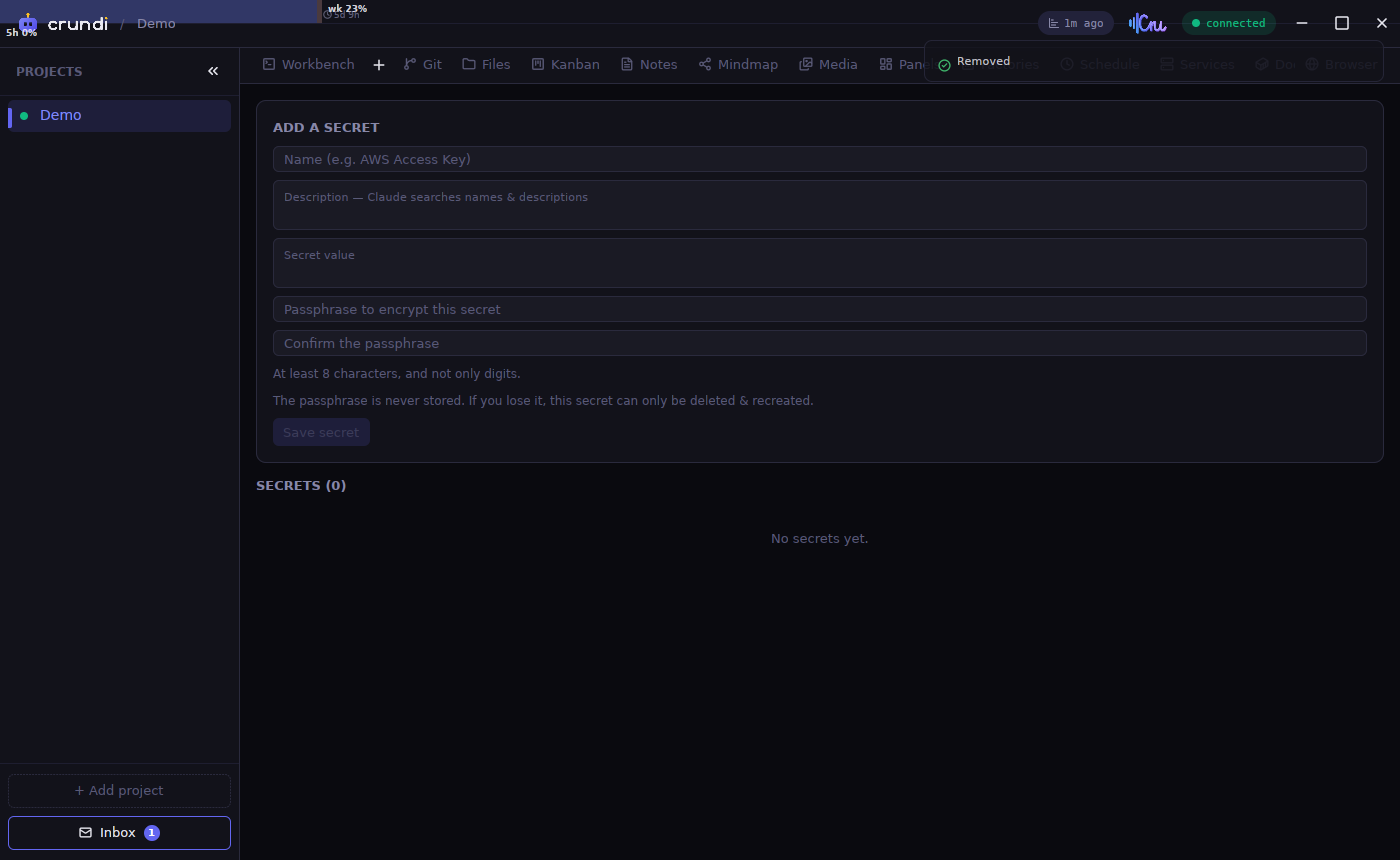 wk 23%
5d 9h
5h 0%
crundi / Demo
1m ago
connected
PROJECTS
Workbench
Git
Files
Kanban
Notes
Mindmap
Media
Removed
Schedule
Services
Browser
Demo
ADD A SECRET
Name (e.g. AWS Access Key)
Description — Claude searches names & descriptions
Secret value
Passphrase to encrypt this secret
Confirm the passphrase
At least 8 characters, and not only digits.
The passphrase is never stored. If you lose it, this secret can only be deleted & recreated.
Save secret
SECRETS (0)
No secrets yet.
+ Add project
Inbox 1